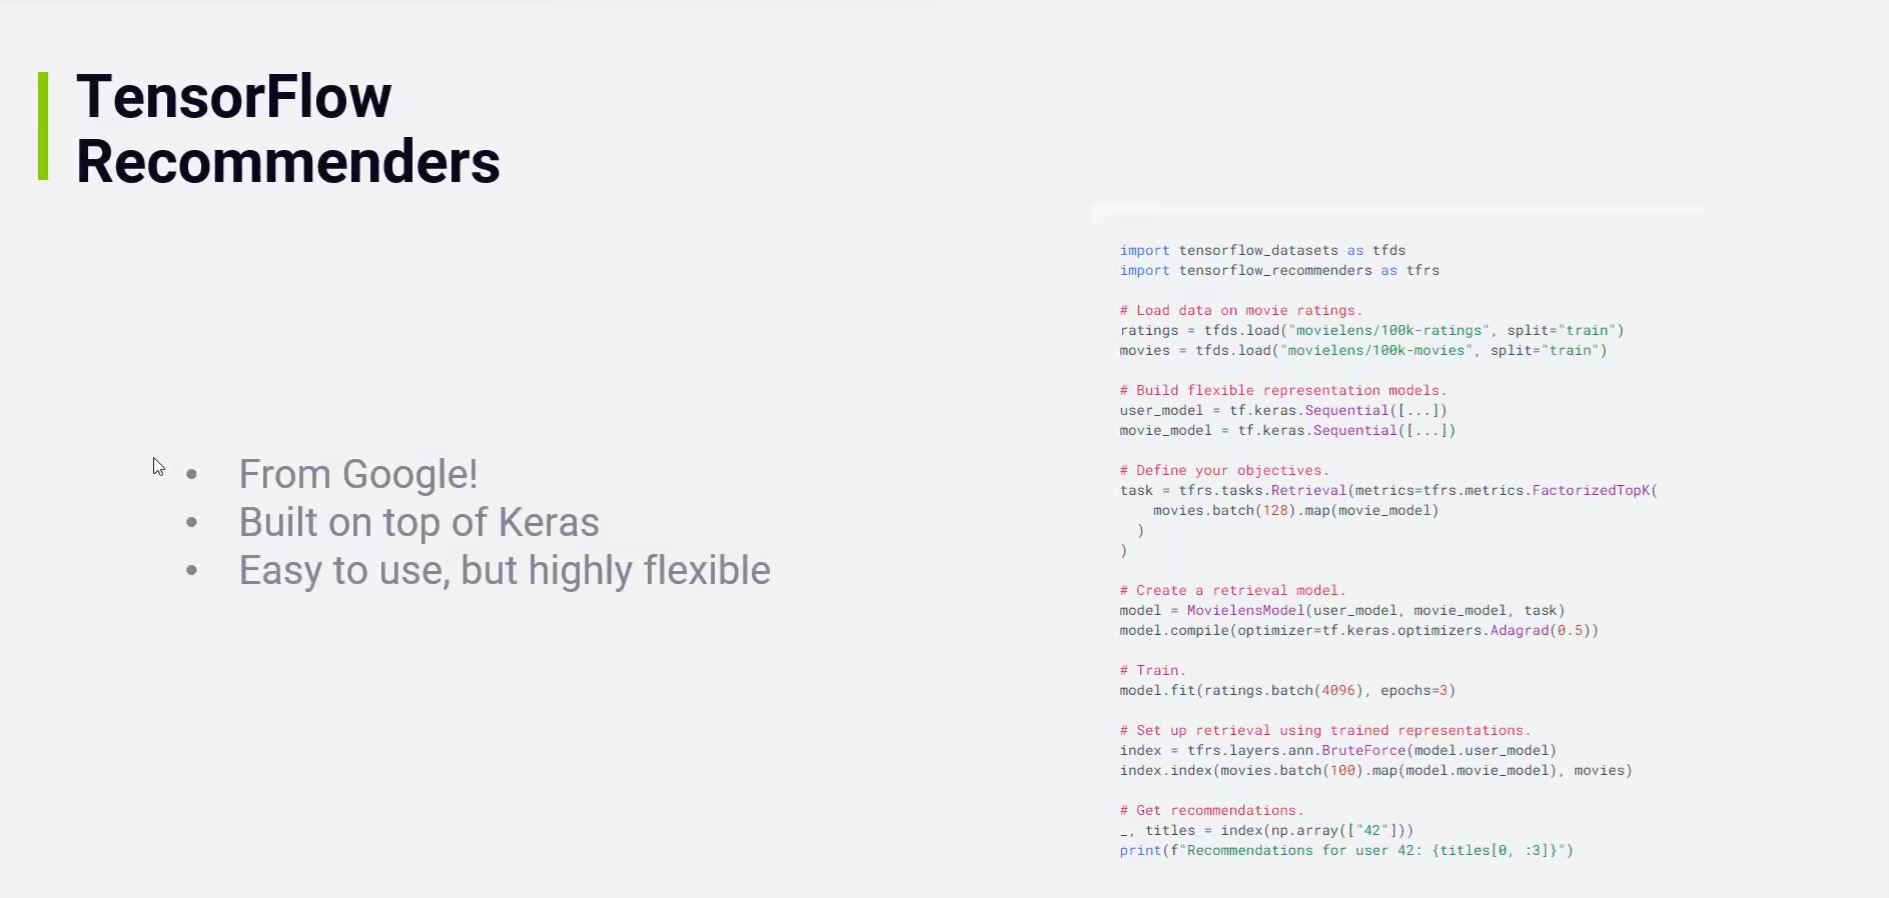 TensorFlow
Recommenders
• From Google!
• Built on top of Keras
• Easy to use, but highly flexible
import tensorflow_datasets as tfds
import tensorflow_recommenders as tfrs
# Load data on movie ratings.
ratings = tfds.load("movielens/100k-ratings", split="train")
movies = tfds.load("movielens/100k-movies", split="train")
# Build flexible representation models.
user_model = tf.keras.Sequential([...])
movie_model = tf.keras.Sequential([...])
# Define your objectives.
task = tfrs.tasks.Retrieval(metrics=tfrs.metrics.FactorizedTopK(
    movies.batch(128).map(movie_model)
  )
)
# Create a retrieval model.
model = MovielensModel(user_model, movie_model, task)
model.compile(optimizer=tf.keras.optimizers.Adagrad(0.5))
# Train.
model.fit(ratings.batch(4096), epochs=3)
# Set up retrieval using trained representations.
index = tfrs.layers.ann.BruteForce(model.user_model)
index.index(movies.batch(100).map(model.movie_model), movies)
# Get recommendations.
_, titles = index(np.array(["42"]))
print(f"Recommendations for user 42: {titles[0, :3]}")